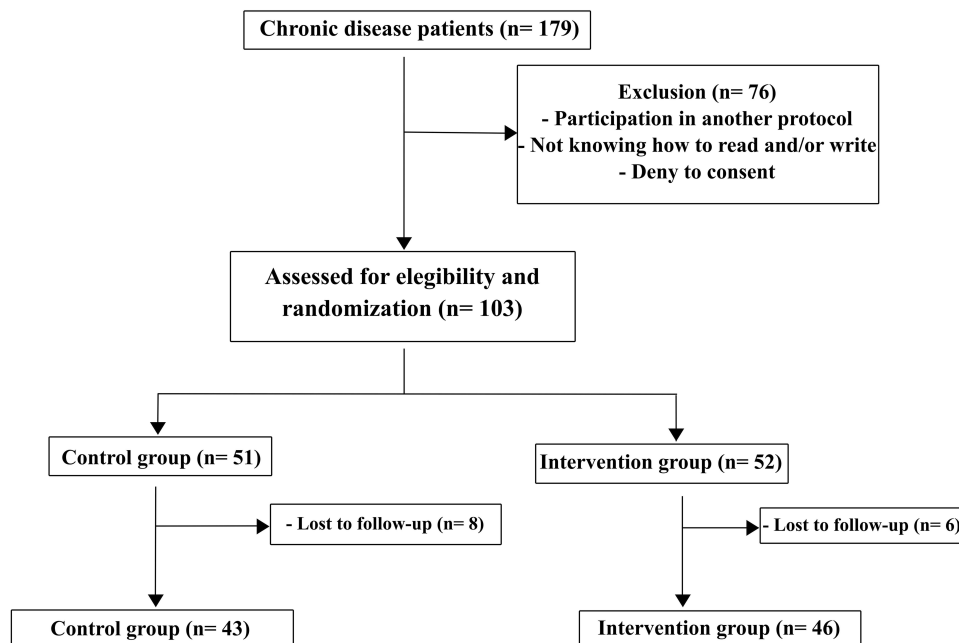 Chronic disease patients (n= 179)
Exclusion (n= 76)
- Participation in another protocol
- Not knowing how to read and/or write
- Deny to consent
Assessed for elegibility and
randomization (n= 103)
Control group (n= 51)
Intervention group (n= 52)
- Lost to follow-up (n= 8)
- Lost to follow-up (n= 6)
Control group (n= 43)
Intervention group (n= 46)